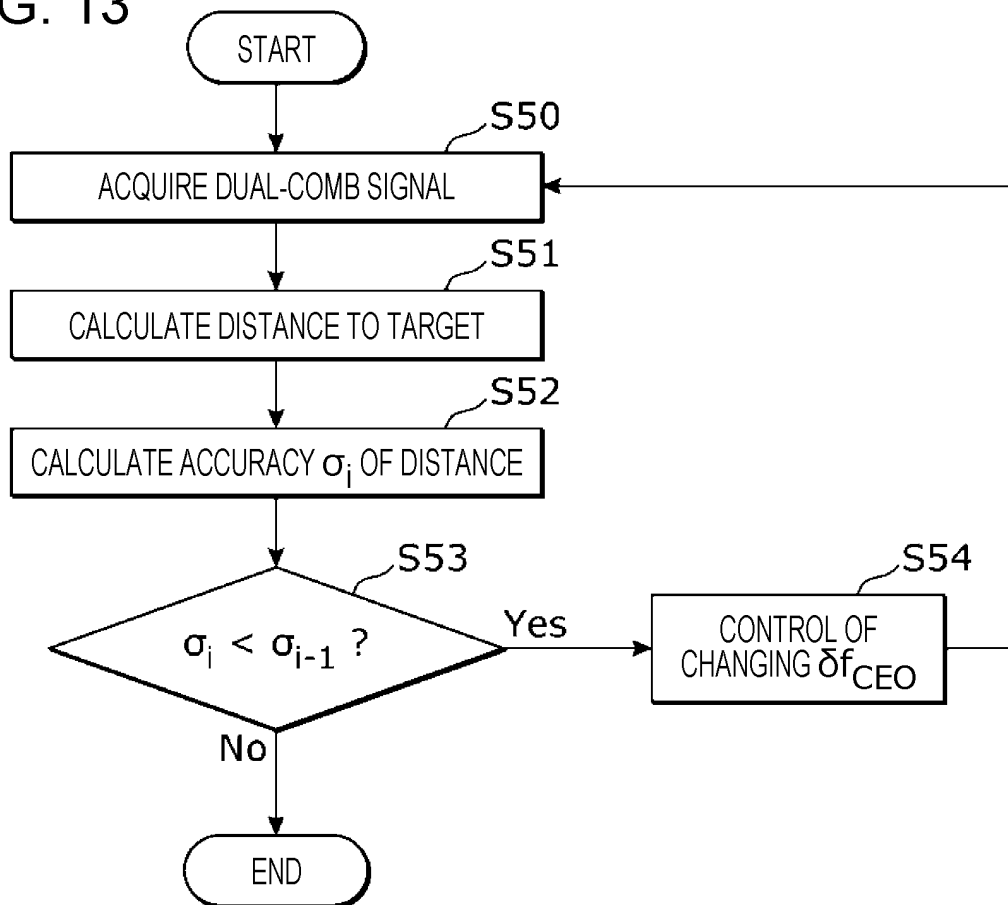 G. 13
START
S50
ACQUIRE DUAL-COMB SIGNAL
S51
CALCULATE DISTANCE TO TARGET
S52
CALCULATE ACCURACY σi OF DISTANCE
S53
σi < σi-1 ?
Yes
S54
CONTROL OF
CHANGING δfCEO
No
END